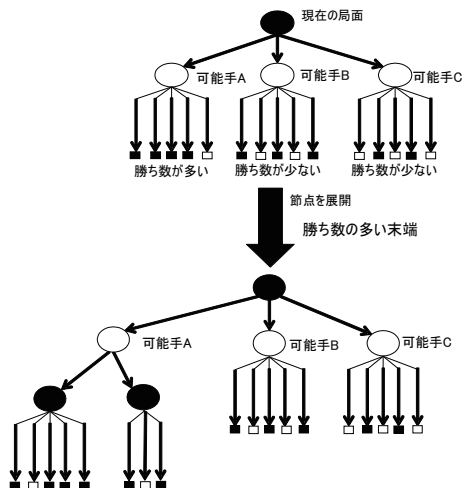 現在の局面
可能手A
可能手B
可能手C
勝ち数が多い
勝ち数が少ない
勝ち数が少ない
節点を展開
勝ち数の多い末端
可能手A
可能手B
可能手C